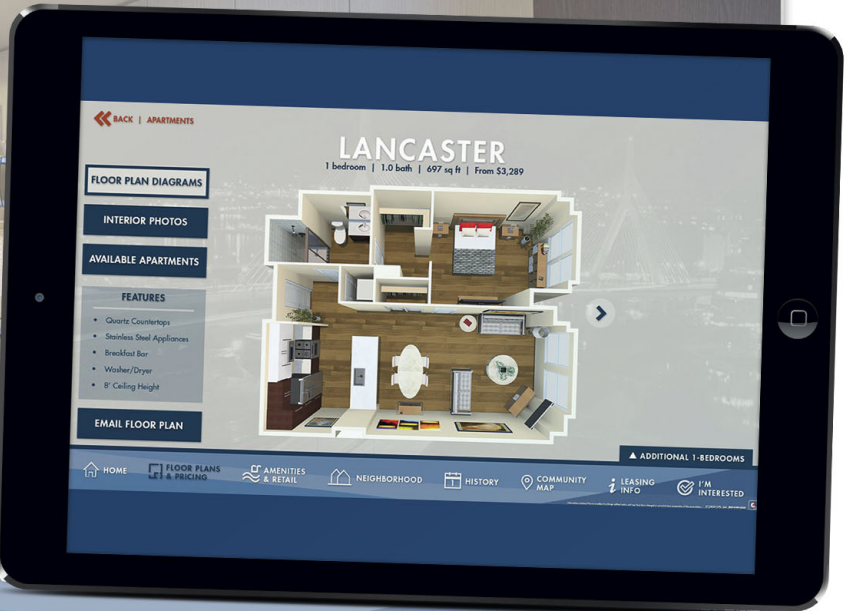 BACK | APARTMENTS
LANCASTER
1 bedroom | 1.0 bath | 697 sq ft | From $3,289
FLOOR PLAN DIAGRAMS
INTERIOR PHOTOS
AVAILABLE APARTMENTS
FEATURES
• Quartz Countertops
• Stainless Steel Appliances
• Breakfast Bar
• Washer/Dryer
• 8' Ceiling Height
EMAIL FLOOR PLAN
ADDITIONAL 1-BEDROOMS
HOME
FLOOR PLANS
& PRICING
AMENITIES
& RETAIL
NEIGHBORHOOD
HISTORY
COMMUNITY
MAP
LEASING
INFO
I'M
INTERESTED